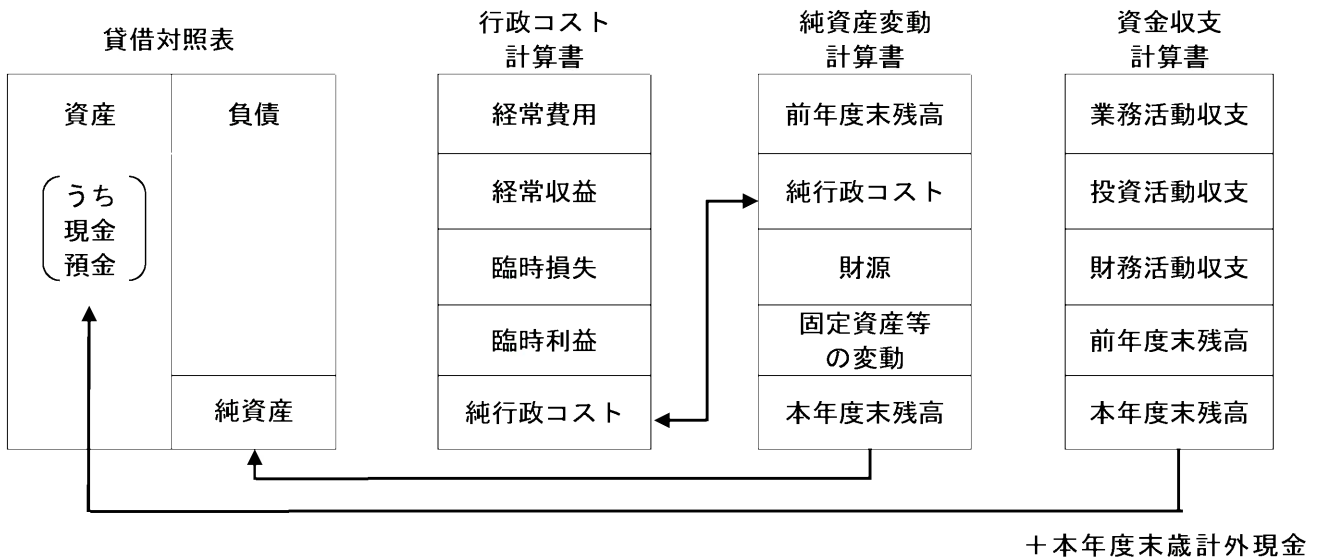 貸借対照表
資産
負債
うち
現金
預金
純資産
行政コスト
計算書
経常費用
経常収益
臨時損失
臨時利益
純行政コスト
純資産変動
計算書
前年度末残高
純行政コスト
財源
固定資産等
の変動
本年度末残高
資金収支
計算書
業務活動収支
投資活動収支
財務活動収支
前年度末残高
本年度末残高
＋本年度末歳計外現金